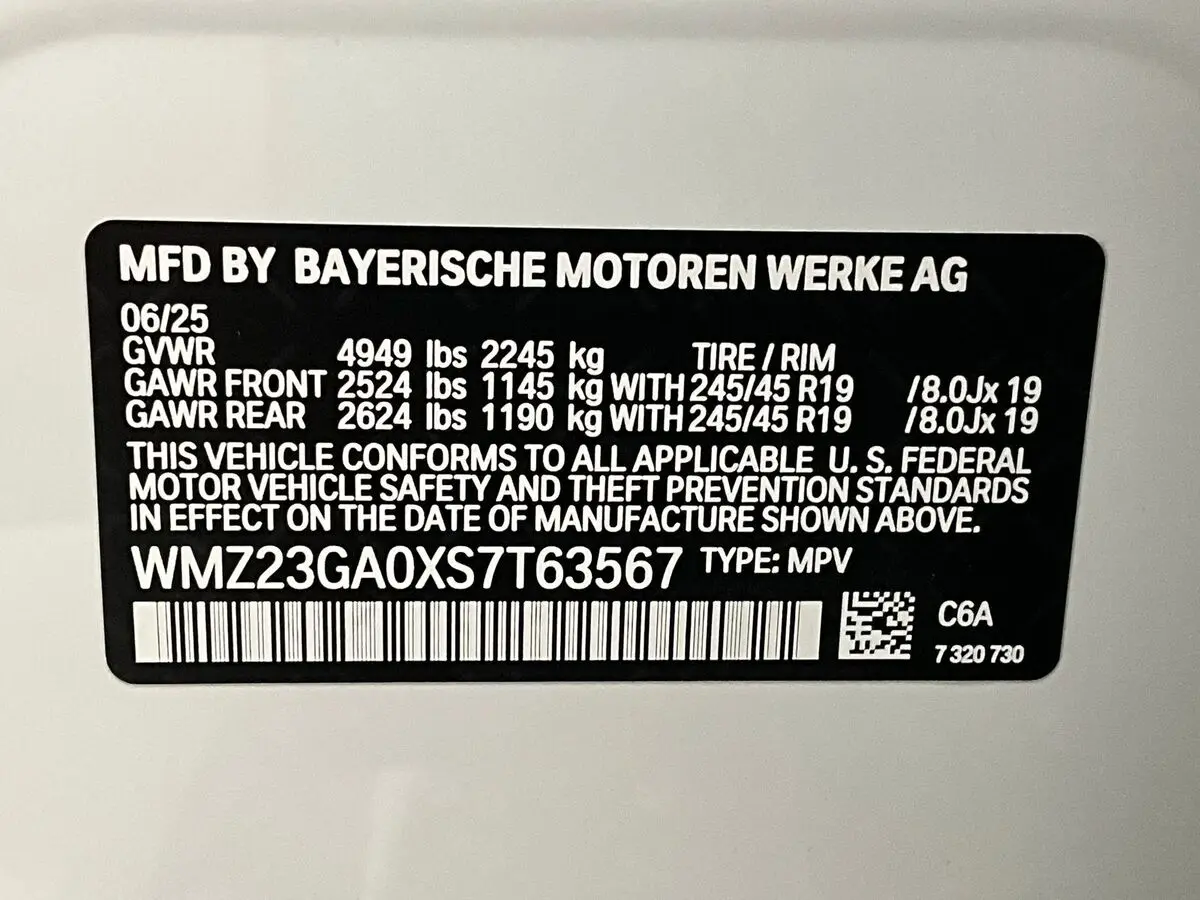 MFD BY BAYERISCHE MOTOREN WERKE AG
06/25
GVWR 4949 lbs 2245 kg TIRE / RIM
GAWR FRONT 2524 lbs 1145 kg WITH 245/45 R19 /8.0Jx 19
GAWR REAR 2624 lbs 1190 kg WITH 245/45 R19 /8.0Jx 19
THIS VEHICLE CONFORMS TO ALL APPLICABLE U. S. FEDERAL
MOTOR VEHICLE SAFETY AND THEFT PREVENTION STANDARDS
IN EFFECT ON THE DATE OF MANUFACTURE SHOWN ABOVE.
WMZ23GA0XS7T63567 TYPE: MPV
C6A
7 320 730